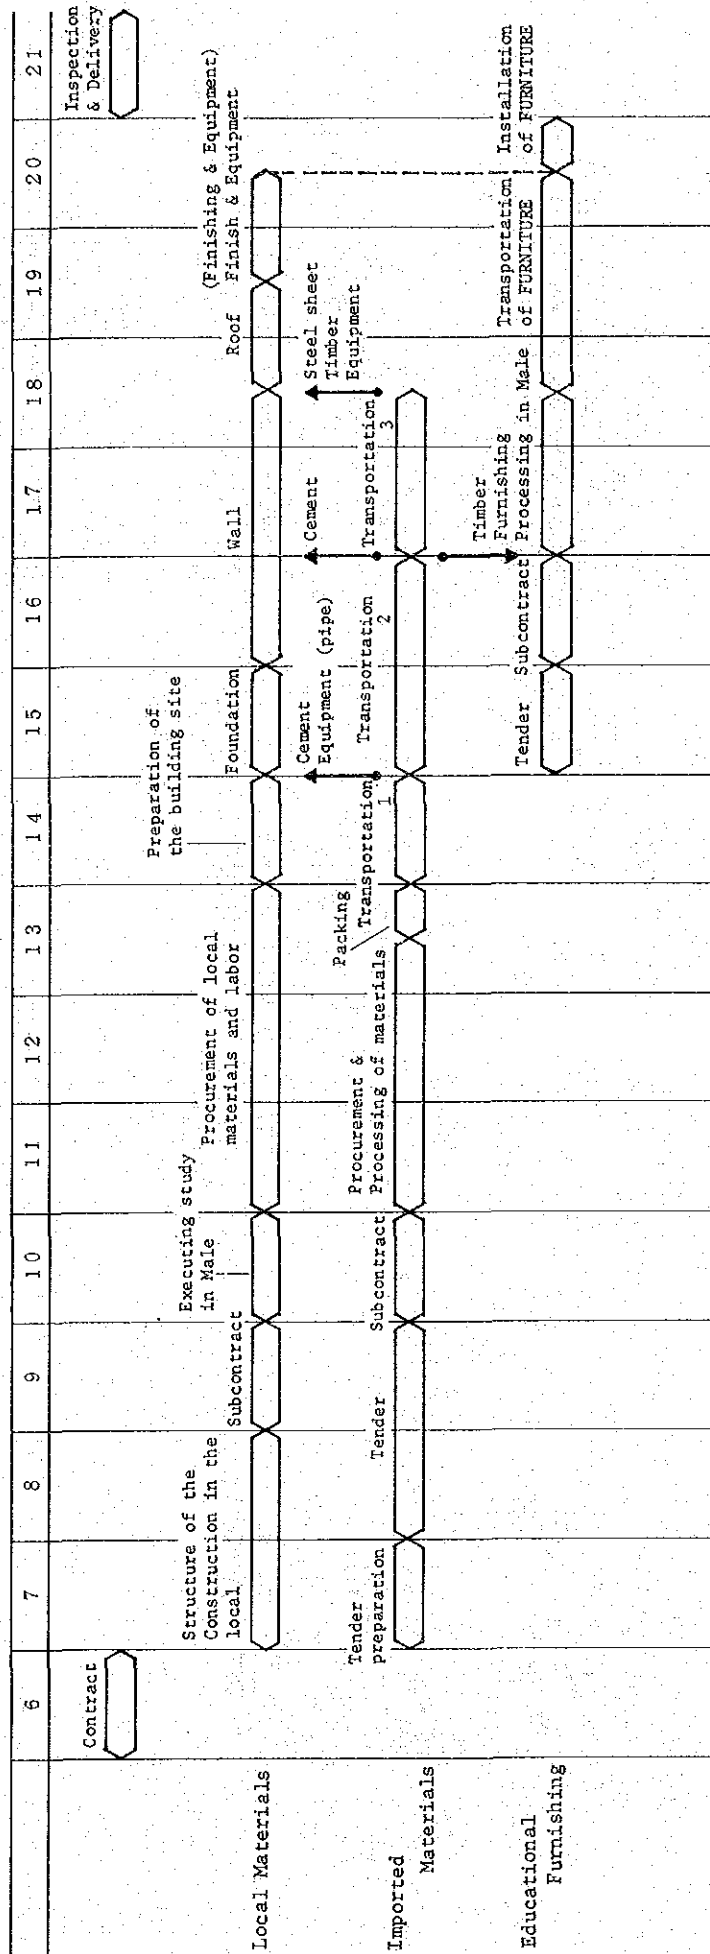 6 7 8 9 10 11 12 13 14 15 16 17 18 19 20 21
Contract
Inspection
& Delivery
Local Materials
Structure of the
Construction in the
local
Subcontract
Executing study
in Male
Procurement of local
materials and labor
Preparation of
the building site
Foundation
Wall
Roof
(Finishing & Equipment)
Finish & Equipment
Cement
Equipment (pipe)
Cement
Steel sheet
Timber
Equipment
Imported
Materials
Tender
preparation
Tender
Subcontract
Procurement &
Processing of materials
Packing
Transportation
1
Transportation
2
Transportation
3
Timber
Furnishing
Educational
Furnishing
Tender
Subcontract
Processing in Male
Transportation
of FURNITURE
Installation
of FURNITURE